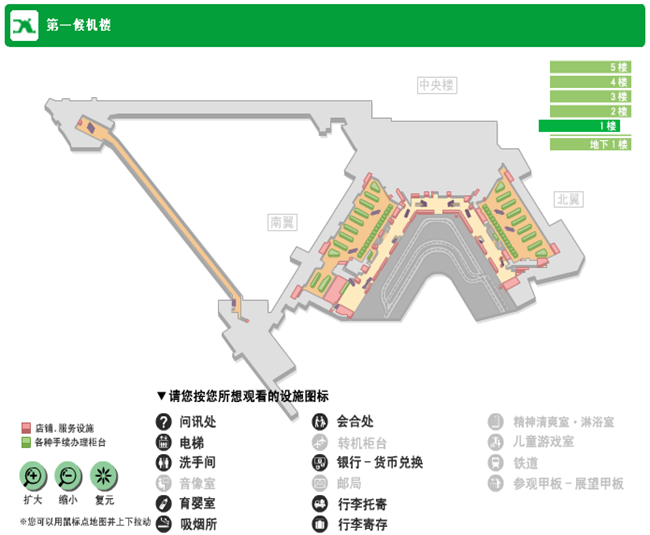 第一候机楼
中央楼
5 楼
4 楼
3 楼
2 楼
1 楼
地下 1 楼
北翼
南翼
▼请您按您所想观看的设施图标
店铺.服务设施
各种手续办理柜台
扩大
缩小
复元
※您可以用鼠标点地图并上下拉动
问讯处
电梯
洗手间
音像室
育婴室
吸烟所
会合处
转机柜台
银行－货币兑换
邮局
行李托寄
行李寄存
精神清爽室・淋浴室
儿童游戏室
铁道
参观甲板－展望甲板